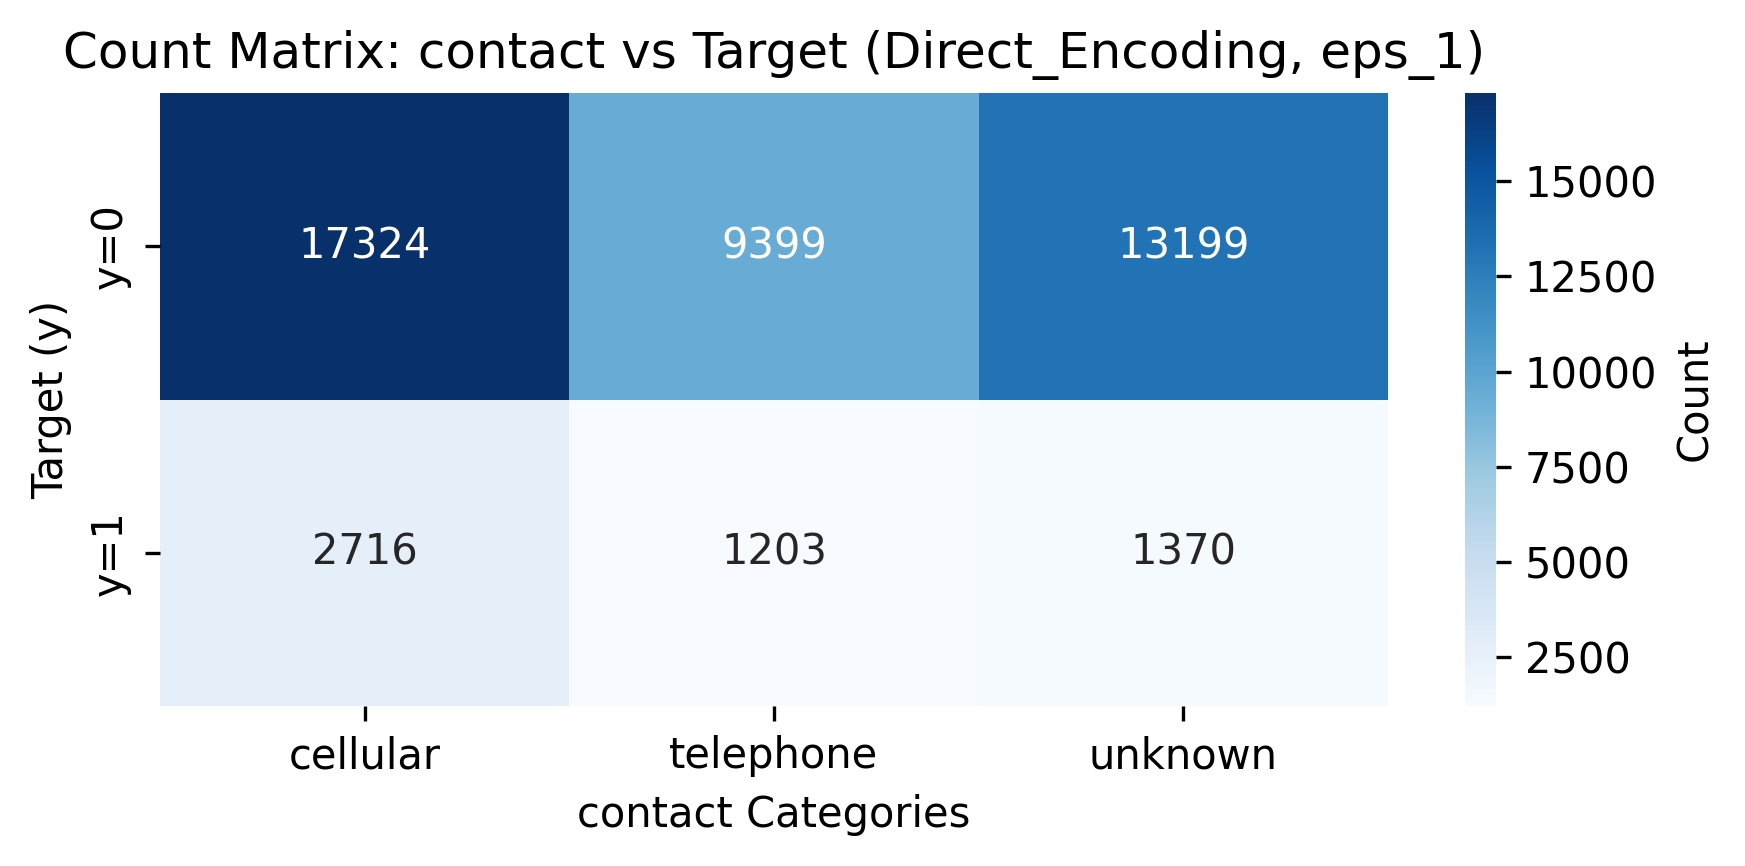 Count Matrix: contact vs Target (Direct_Encoding, eps_1)
Target (y)
y=0
17324 9399 13199
y=1
2716 1203 1370
cellular telephone unknown
contact Categories
15000
12500
10000
7500
5000
2500
Count